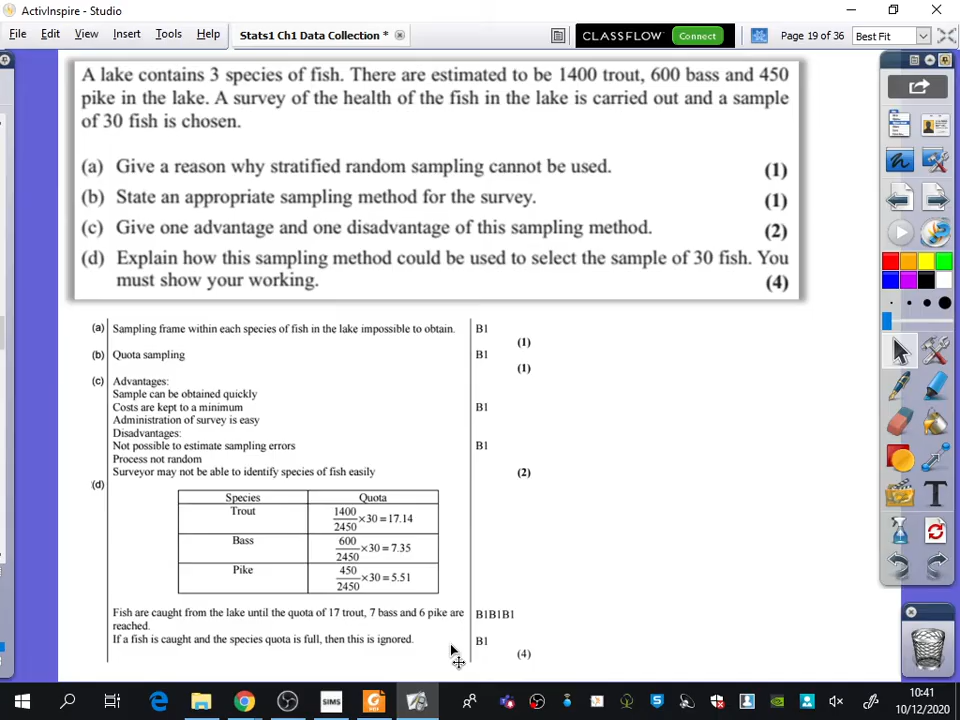 ActivInspire - Studio
File Edit View Insert Tools Help
Stats1 Ch1 Data Collection *
CLASSFLOW™ Connect
Page 19 of 36
Best Fit
A lake contains 3 species of fish. There are estimated to be 1400 trout, 600 bass and 450
pike in the lake. A survey of the health of the fish in the lake is carried out and a sample
of 30 fish is chosen.
(a) Give a reason why stratified random sampling cannot be used. (1)
(b) State an appropriate sampling method for the survey. (1)
(c) Give one advantage and one disadvantage of this sampling method. (2)
(d) Explain how this sampling method could be used to select the sample of 30 fish. You
must show your working. (4)
(a) Sampling frame within each species of fish in the lake impossible to obtain. B1
(1)
(b) Quota sampling B1
(1)
(c) Advantages:
Sample can be obtained quickly
Costs are kept to a minimum B1
Administration of survey is easy
Disadvantages:
Not possible to estimate sampling errors B1
Process not random
Surveyor may not be able to identify species of fish easily (2)
(d)
Species Quota
Trout 1400/2450 ×30 = 17.14
Bass 600/2450 ×30 = 7.35
Pike 450/2450 ×30 = 5.51
Fish are caught from the lake until the quota of 17 trout, 7 bass and 6 pike are B1B1B1
reached.
If a fish is caught and the species quota is full, then this is ignored. B1
(4)
SIMS
10:41
10/12/2020